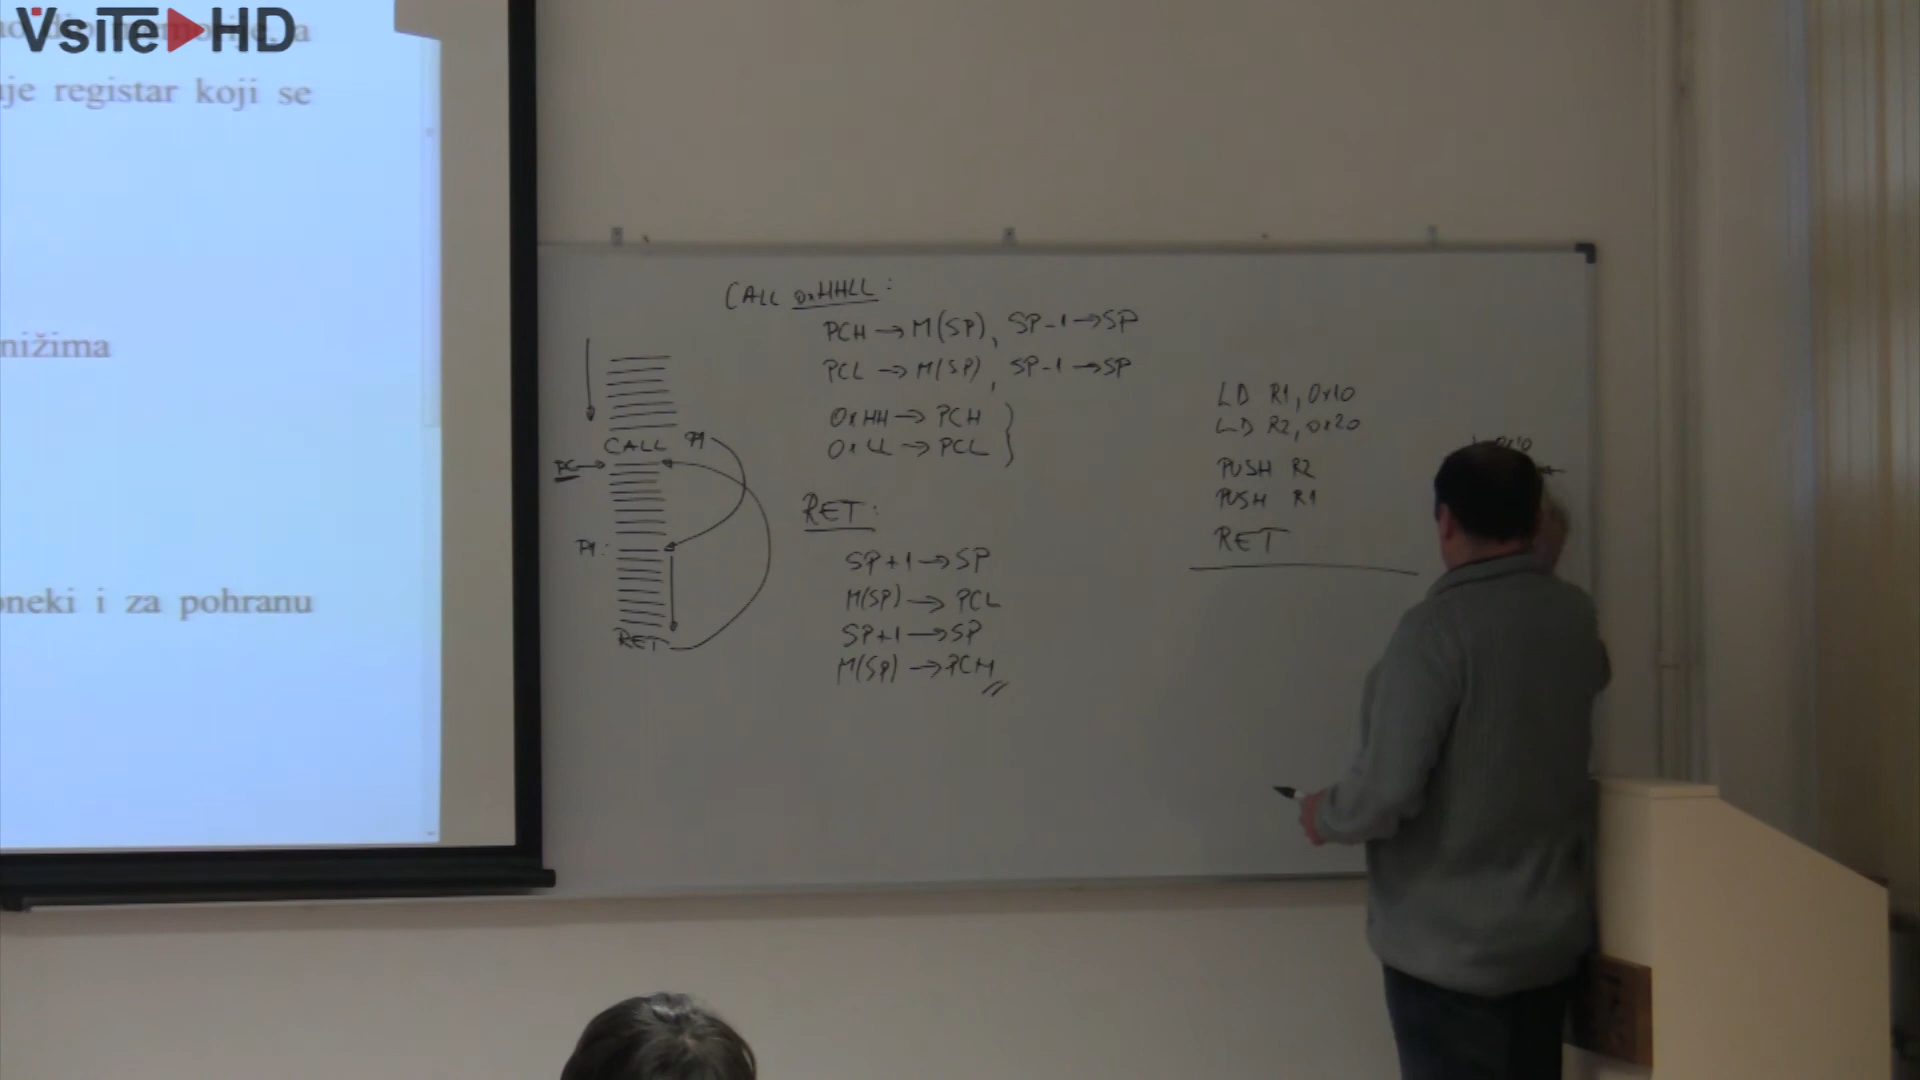 VsiTe HD
registar koji se
nižima
i za pohranu
CALL 0xHHLL:
PCH → M(SP), SP-1 → SP
PCL → M(SP), SP-1 → SP
0xHH → PCH
0xLL → PCL
RET:
SP+1 → SP
M(SP) → PCL
SP+1 → SP
M(SP) → PCH
CALL P1
PC →
P1:
RET
LD R1, 0x10
LD R2, 0x20
PUSH R2
PUSH R1
RET